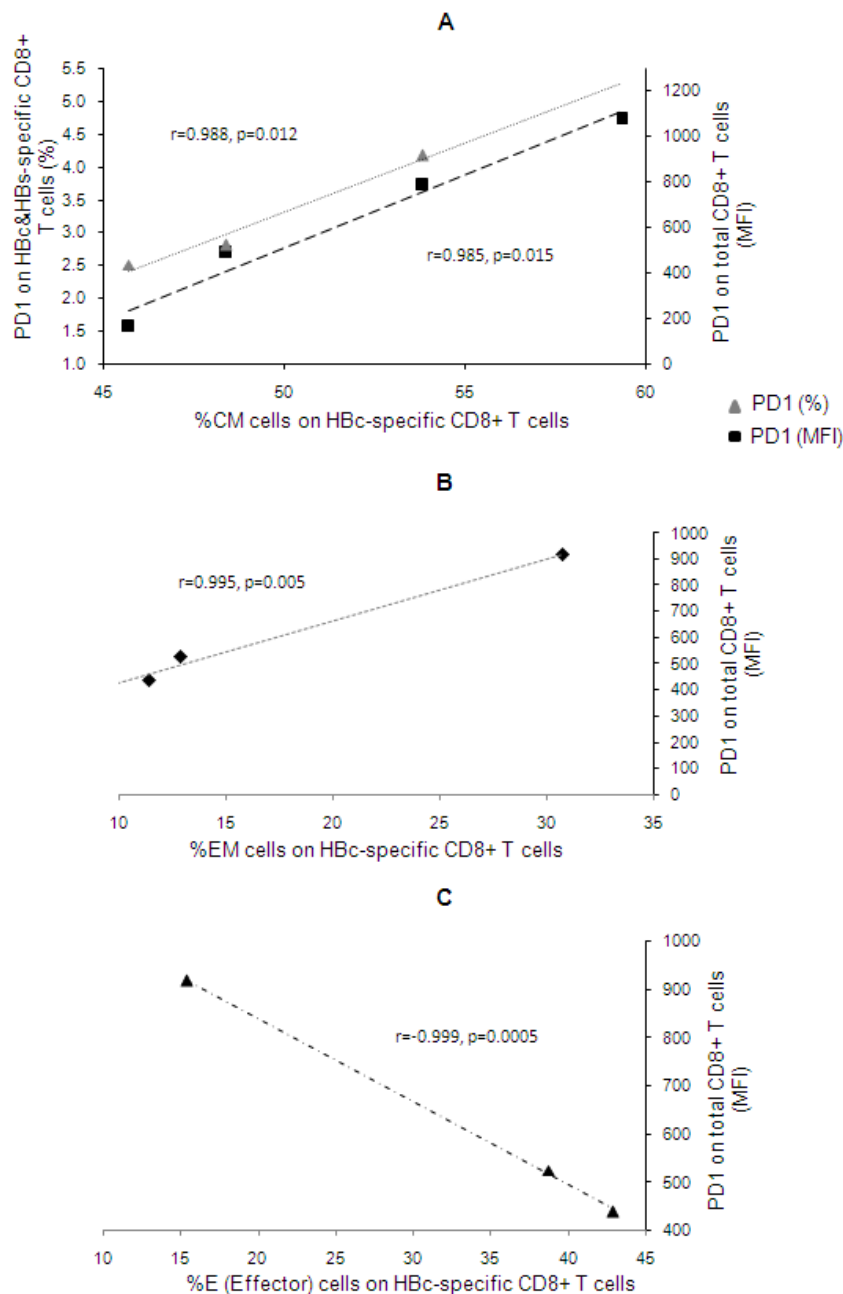 A
PD1 on HBc&HBs-specific CD8+
T cells (%)
5.5
5.0
4.5
4.0
3.5
3.0
2.5
2.0
1.5
1.0
r=0.988, p=0.012
r=0.985, p=0.015
1200
1000
800
600
400
200
0
PD1 on total CD8+ T cells
(MFI)
45 50 55 60
%CM cells on HBc-specific CD8+ T cells
PD1 (%)
PD1 (MFI)
B
r=0.995, p=0.005
1000
900
800
700
600
500
400
300
200
100
0
PD1 on total CD8+ T cells
(MFI)
10 15 20 25 30 35
%EM cells on HBc-specific CD8+ T cells
C
r=-0.999, p=0.0005
1000
900
800
700
600
500
400
PD1 on total CD8+ T cells
(MFI)
10 15 20 25 30 35 40 45
%E (Effector) cells on HBc-specific CD8+ T cells